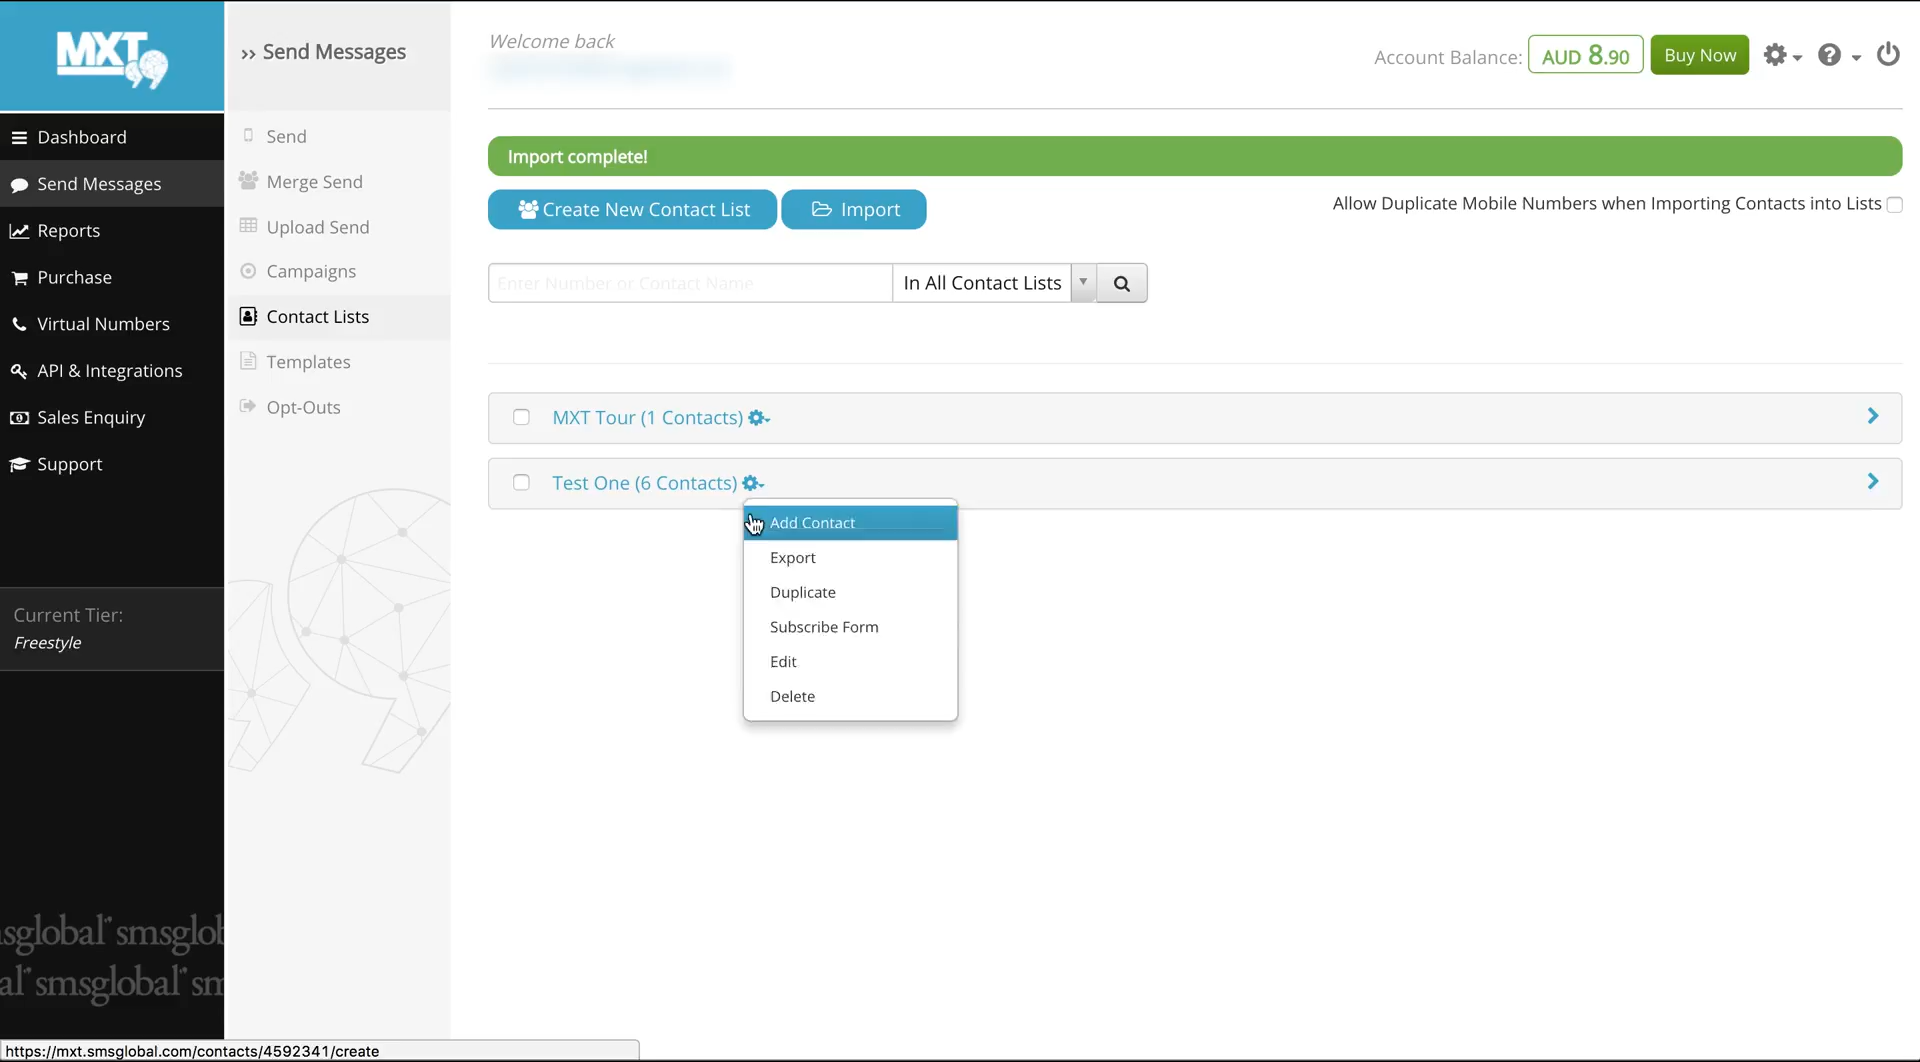 MXT
>> Send Messages
Welcome back
Account Balance: AUD 8.90 Buy Now
Dashboard
Send Messages
Reports
Purchase
Virtual Numbers
API & Integrations
Sales Enquiry
Support
Current Tier:
Freestyle
smsglobal
smsglobal
Send
Merge Send
Upload Send
Campaigns
Contact Lists
Templates
Opt-Outs
Import complete!
Create New Contact List
Import
Allow Duplicate Mobile Numbers when Importing Contacts into Lists
Enter Number or Contact Name
In All Contact Lists
MXT Tour (1 Contacts)
Test One (6 Contacts)
Add Contact
Export
Duplicate
Subscribe Form
Edit
Delete
https://mxt.smsglobal.com/contacts/4592341/create